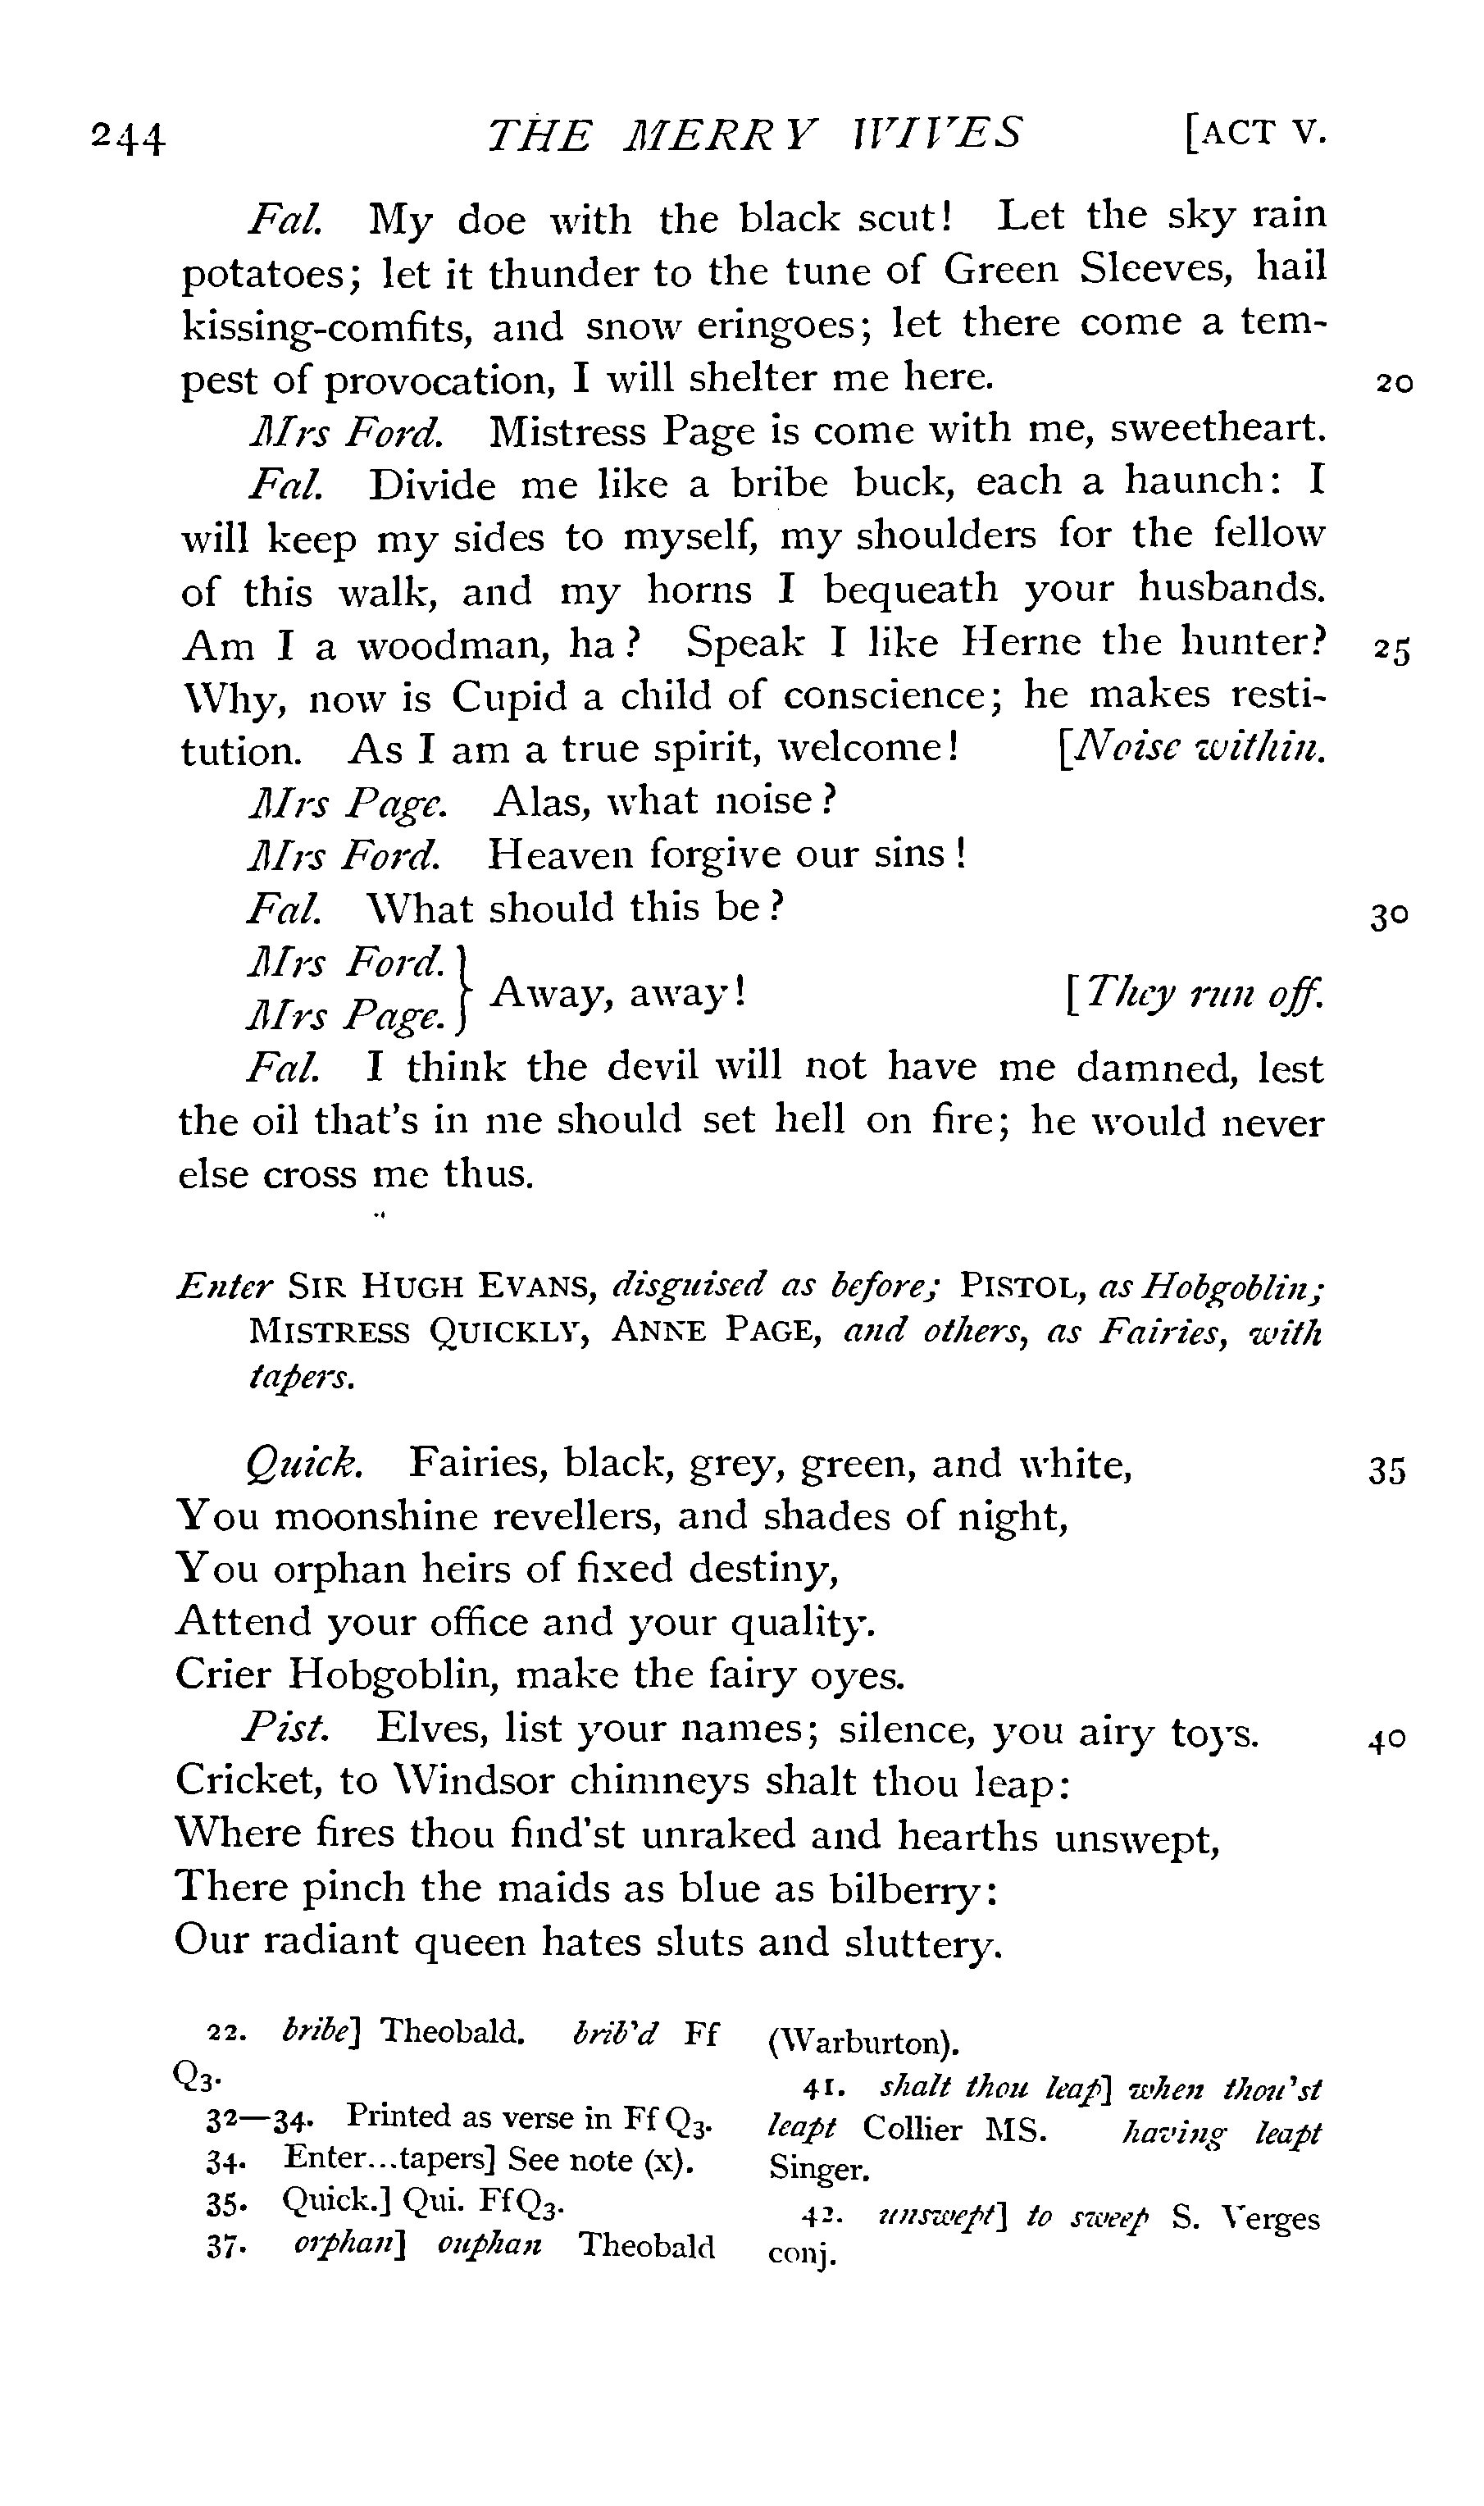 244 THE MERRY WIVES [ACT V.
Fal. My doe with the black scut! Let the sky rain
potatoes; let it thunder to the tune of Green Sleeves, hail
kissing-comfits, and snow eringoes; let there come a tem-
pest of provocation, I will shelter me here. 20
Mrs Ford. Mistress Page is come with me, sweetheart.
Fal. Divide me like a bribe buck, each a haunch: I
will keep my sides to myself, my shoulders for the fellow
of this walk, and my horns I bequeath your husbands.
Am I a woodman, ha? Speak I like Herne the hunter? 25
Why, now is Cupid a child of conscience; he makes resti-
tution. As I am a true spirit, welcome! [Noise within.
Mrs Page. Alas, what noise?
Mrs Ford. Heaven forgive our sins!
Fal. What should this be? 30
Mrs Ford. }
Mrs Page. } Away, away! [They run off.
Fal. I think the devil will not have me damned, lest
the oil that's in me should set hell on fire; he would never
else cross me thus.
Enter SIR HUGH EVANS, disguised as before; PISTOL, as Hobgoblin;
MISTRESS QUICKLY, ANNE PAGE, and others, as Fairies, with
tapers.
Quick. Fairies, black, grey, green, and white, 35
You moonshine revellers, and shades of night,
You orphan heirs of fixed destiny,
Attend your office and your quality.
Crier Hobgoblin, make the fairy oyes.
Pist. Elves, list your names; silence, you airy toys. 40
Cricket, to Windsor chimneys shalt thou leap:
Where fires thou find'st unraked and hearths unswept,
There pinch the maids as blue as bilberry:
Our radiant queen hates sluts and sluttery.
22. bribe] Theobald. brib'd Ff
Q3.
32—34. Printed as verse in Ff Q3.
34. Enter...tapers] See note (x).
35. Quick.] Qui. FfQ3.
37. orphan] ouphan Theobald
(Warburton).
41. shalt thou leap] when thou'st
leapt Collier MS. having leapt
Singer.
42. unswept] to sweep S. Verges
conj.